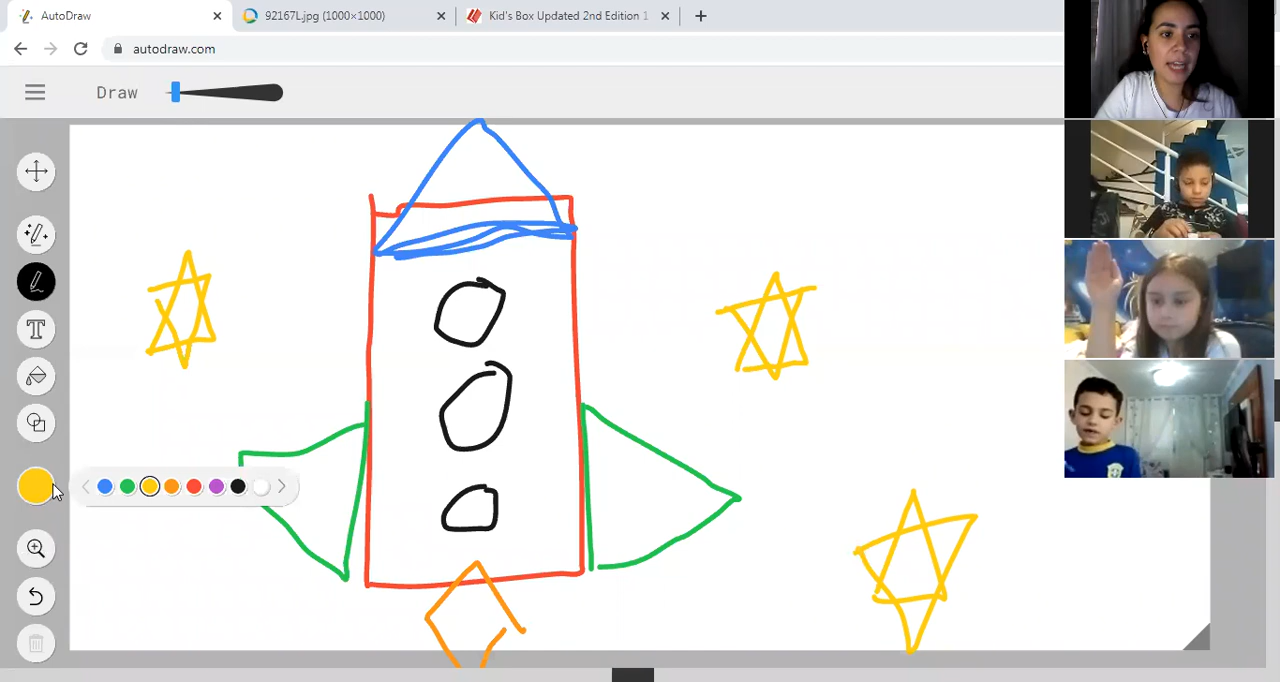 AutoDraw
92167L.jpg (1000×1000)
Kid's Box Updated 2nd Edition 1
autodraw.com
Draw
T